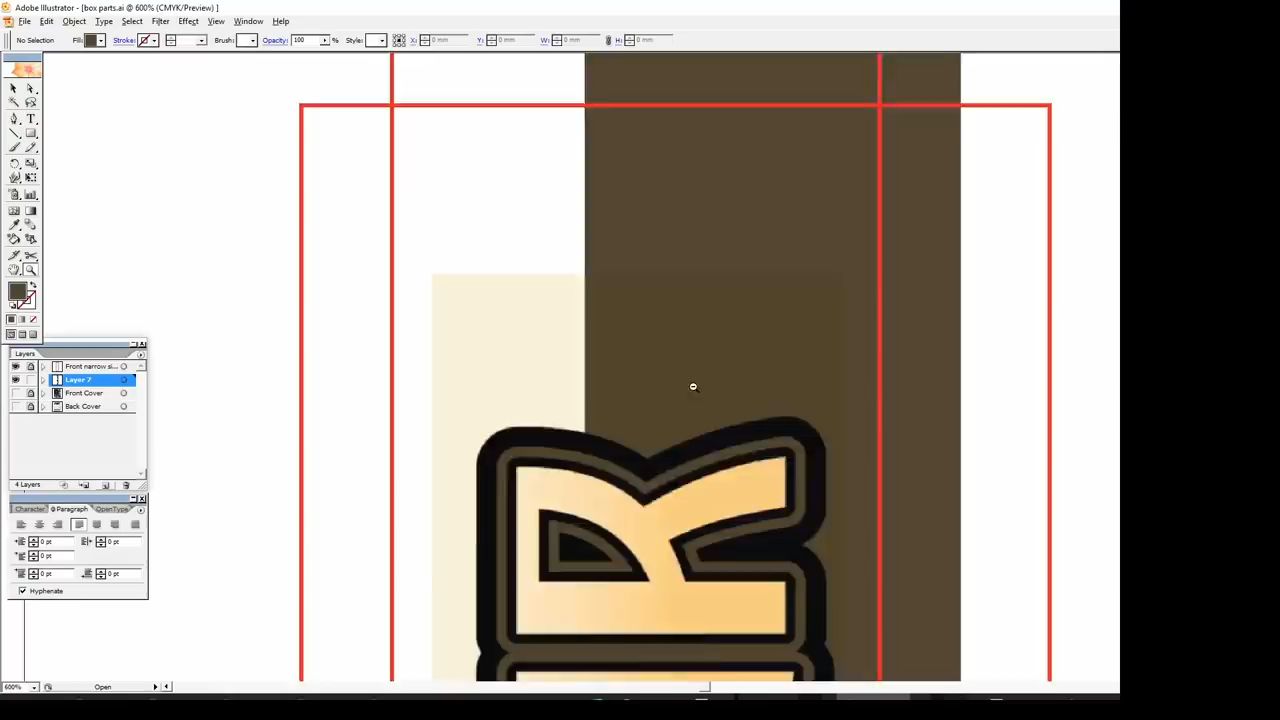 Adobe Illustrator - [box parts.ai @ 600% (CMYK/Preview) ]
File Edit Object Type Select Filter Effect View Window Help
No Selection Fill: Stroke: Brush: Opacity: 100 % Style: X: 0 mm Y: 0 mm W: 0 mm H: 0 mm
Layers
Front narrow si...
Layer 7
Front Cover
Back Cover
4 Layers
Character Paragraph OpenType
0 pt 0 pt
0 pt
0 pt 0 pt
Hyphenate
R
600% Open